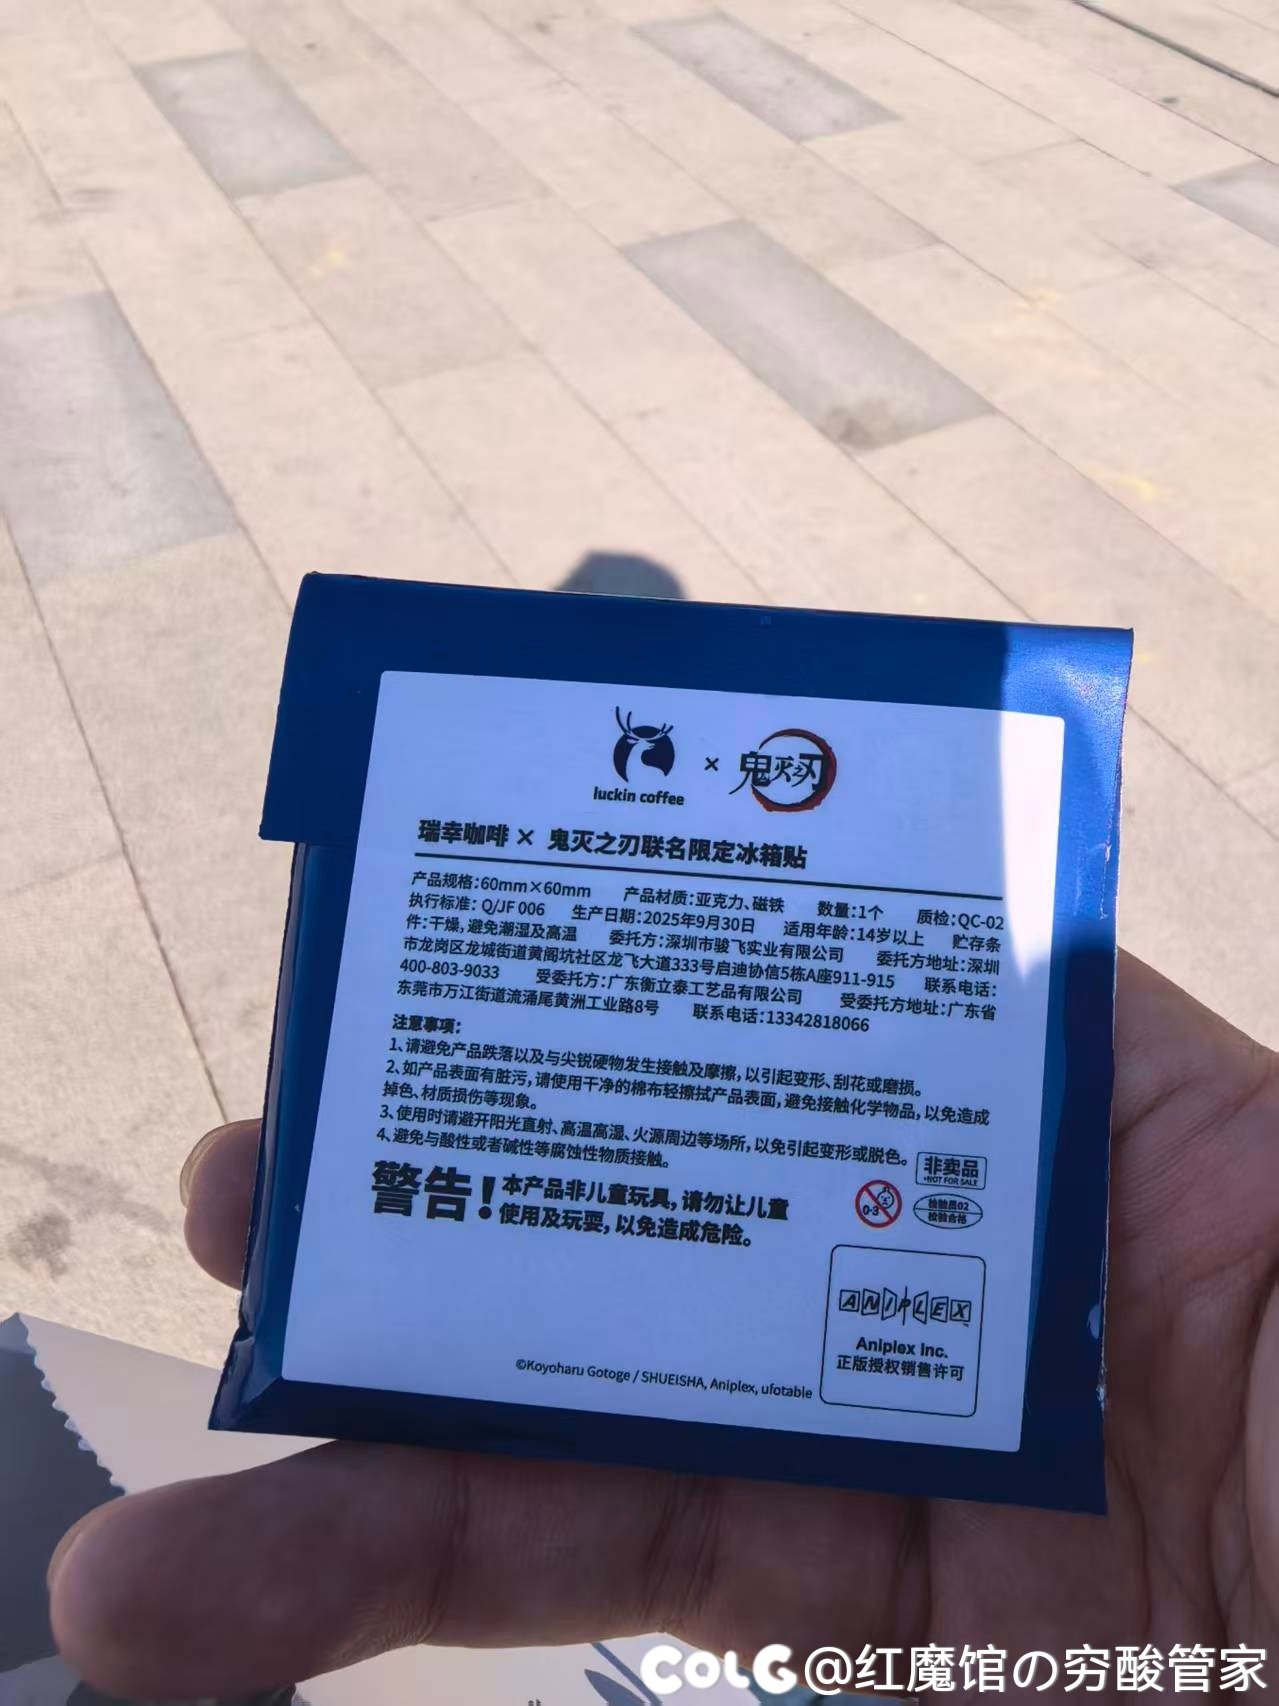 luckin coffee
×
鬼灭之刃
瑞幸咖啡 × 鬼灭之刃联名限定冰箱贴
产品规格:60mm×60mm 产品材质:亚克力、磁铁 数量:1个 质检:QC-02
执行标准: Q/JF 006 生产日期:2025年9月30日 适用年龄:14岁以上 贮存条
件:干燥,避免潮湿及高温 委托方:深圳市骏飞实业有限公司 委托方地址:深圳
市龙岗区龙城街道黄阁坑社区龙飞大道333号启迪协信5栋A座911-915 联系电话:
400-803-9033 受委托方:广东衡立泰工艺品有限公司 受委托方地址:广东省
东莞市万江街道流涌尾黄洲工业路8号 联系电话:13342818066
注意事项:
1、请避免产品跌落以及与尖锐硬物发生接触及摩擦,以引起变形、刮花或磨损。
2、如产品表面有脏污,请使用干净的棉布轻擦拭产品表面,避免接触化学物品,以免造成
掉色、材质损伤等现象。
3、使用时请避开阳光直射、高温高湿、火源周边等场所,以免引起变形或脱色。
4、避免与酸性或者碱性等腐蚀性物质接触。
警告!
本产品非儿童玩具,请勿让儿童
使用及玩耍,以免造成危险。
0-3
非卖品
•NOT FOR SALE
检验员02
检验合格
ANIPLEX
Aniplex Inc.
正版授权销售许可
©Koyoharu Gotoge / SHUEISHA, Aniplex, ufotable
COLG @红魔馆の穷酸管家